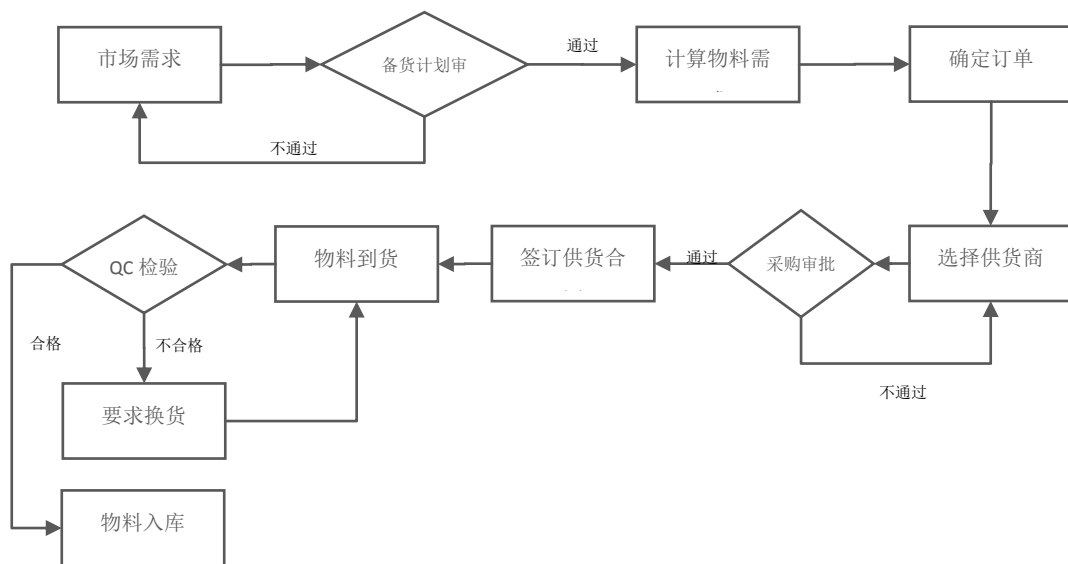 市场需求
备货计划审
通过
计算物料需
确定订单
不通过
QC 检验
物料到货
签订供货合
通过
采购审批
选择供货商
合格
不合格
不通过
要求换货
物料入库